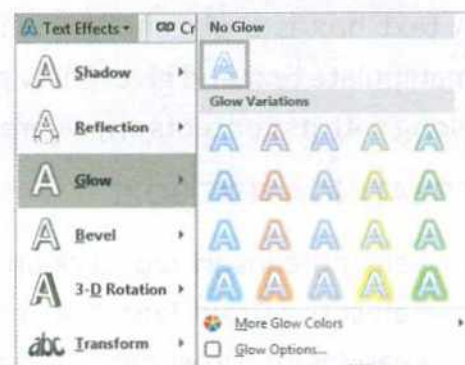 Text Effects
Cr
Shadow
Reflection
Glow
Bevel
3-D Rotation
abc Transform
No Glow
Glow Variations
More Glow Colors
Glow Options...